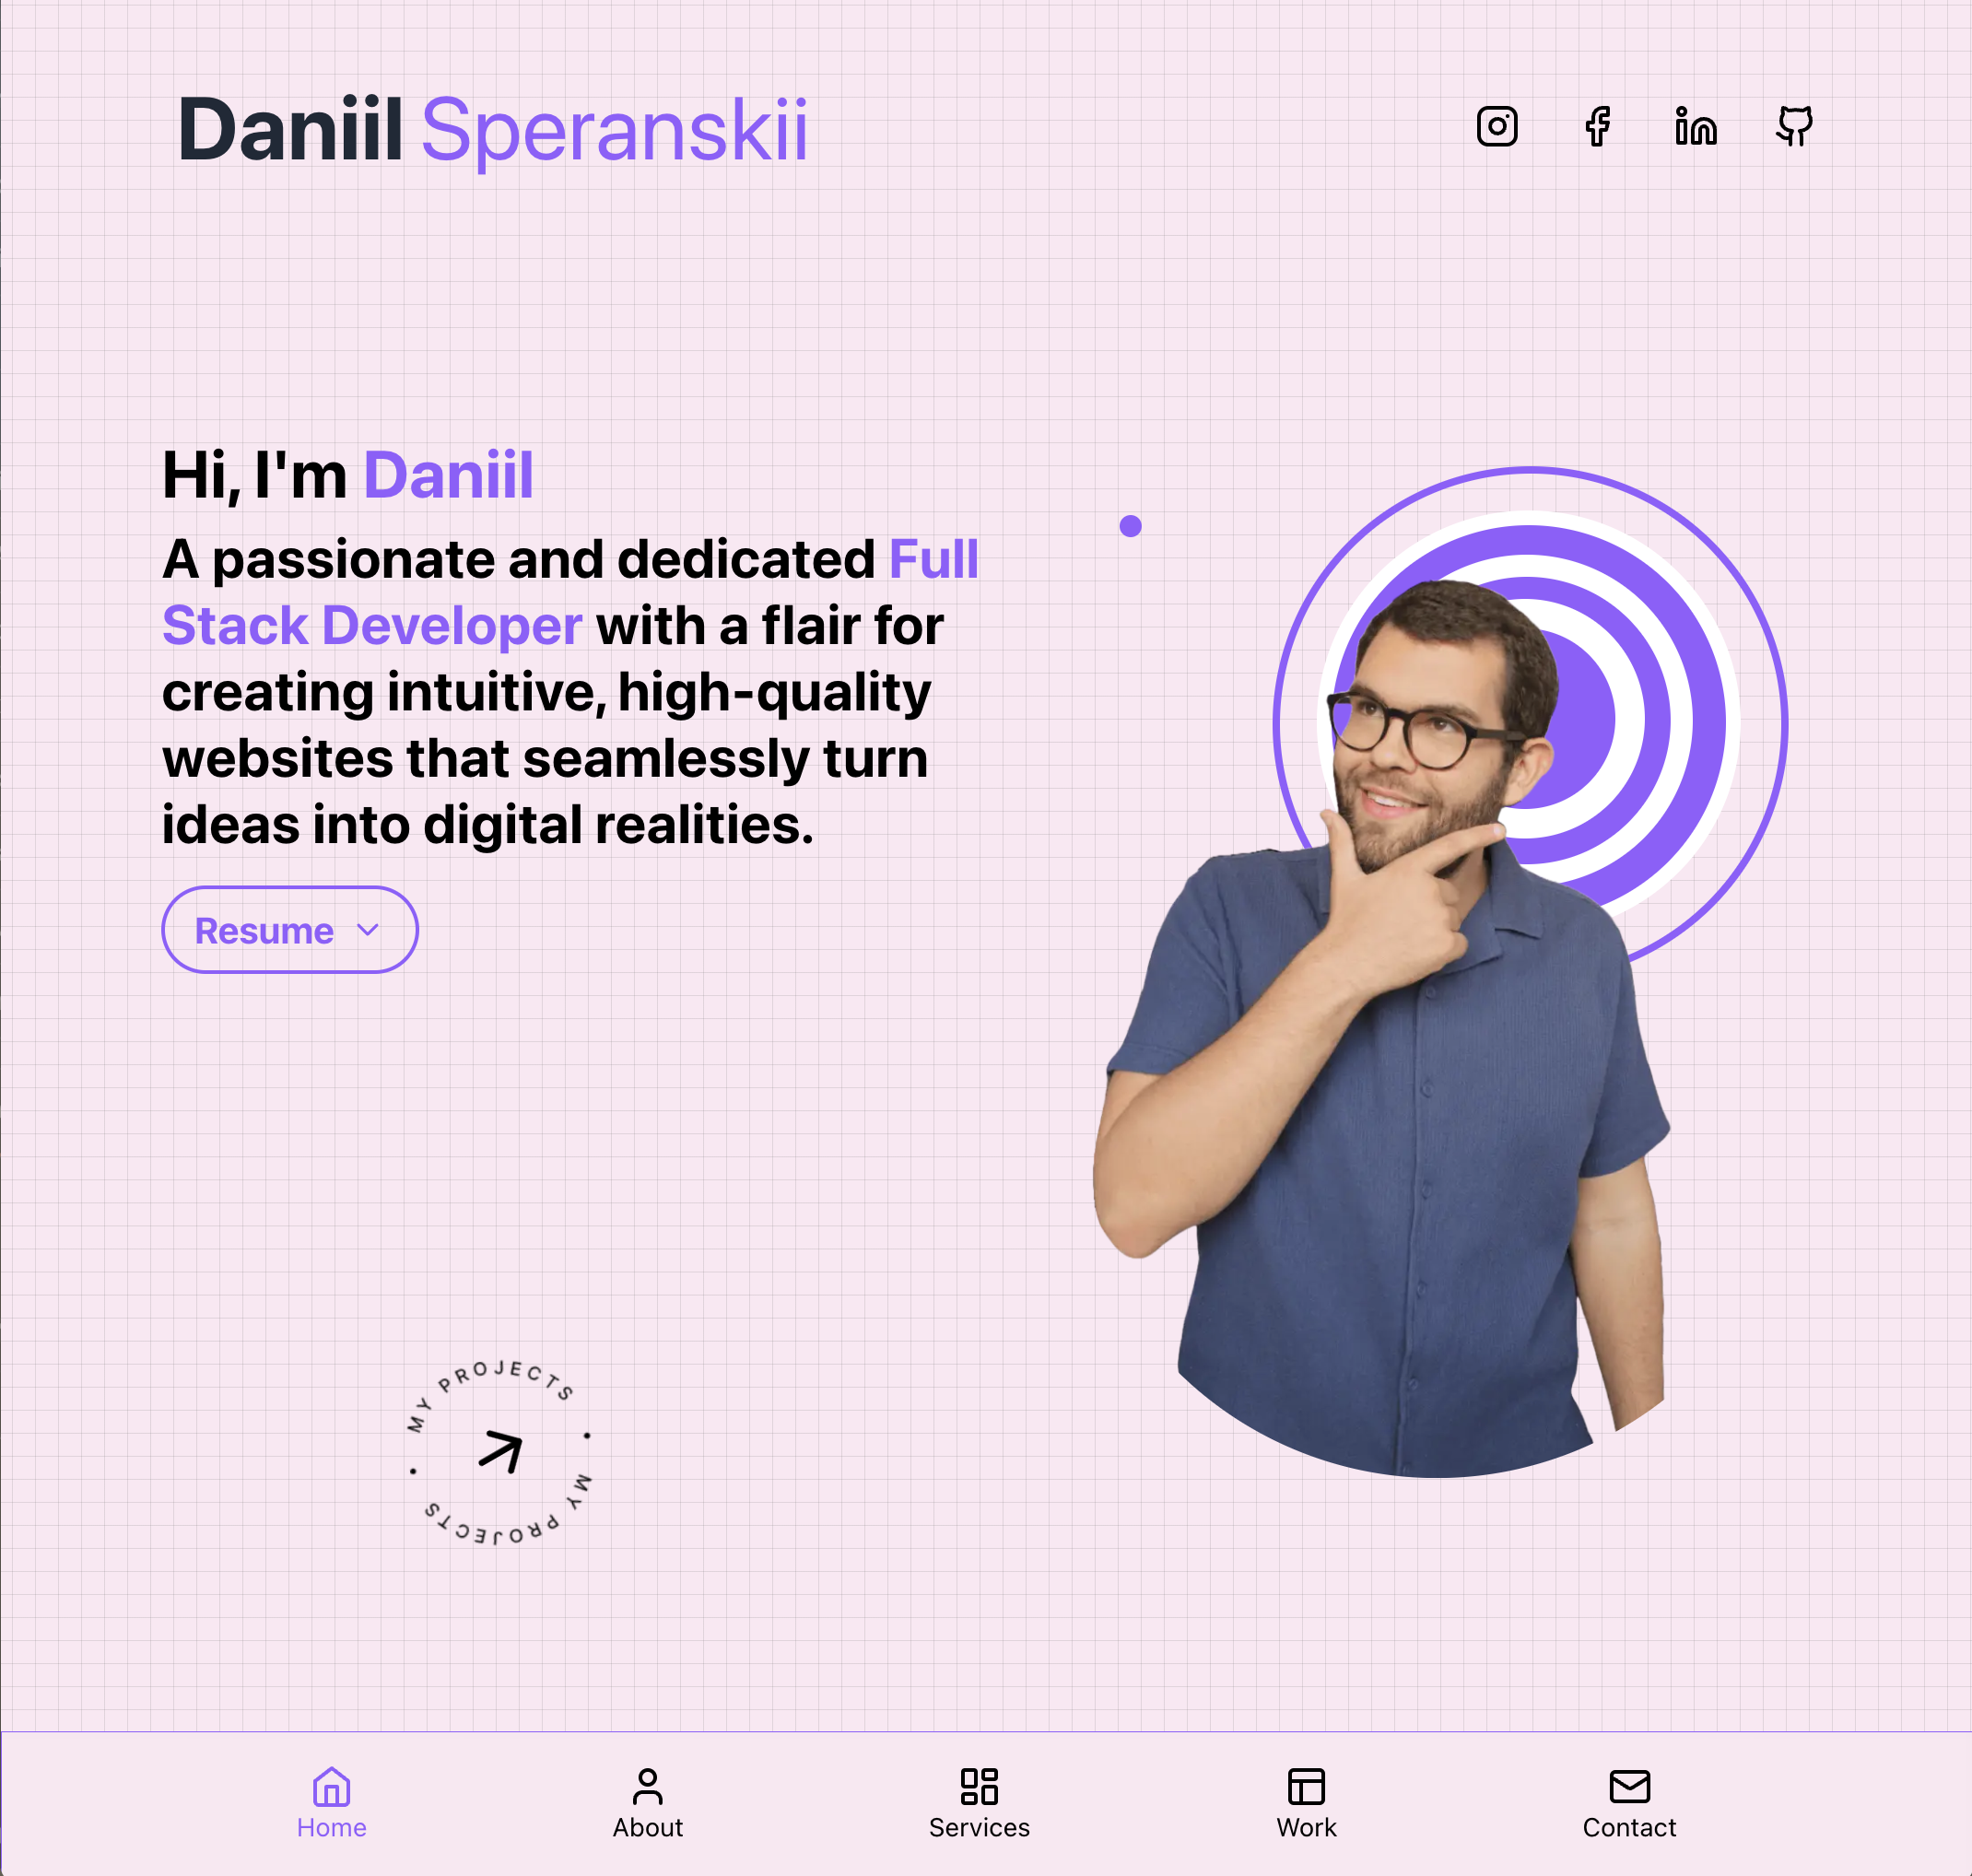 Daniil Speranskii
Hi, I'm Daniil
A passionate and dedicated Full
Stack Developer with a flair for
creating intuitive, high-quality
websites that seamlessly turn
ideas into digital realities.
Resume
MY PROJECTS • MY PROJECTS •
Home
About
Services
Work
Contact